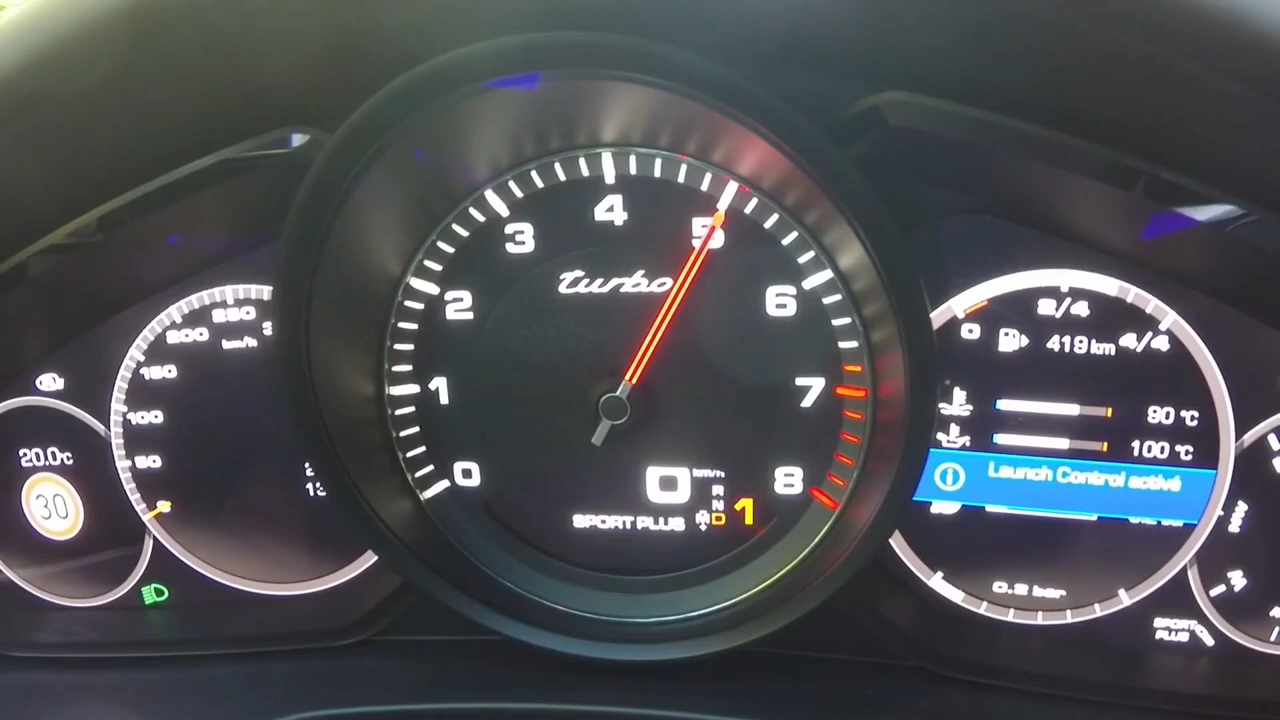 20.0°C
30
50
100
150
200
250
km/h
0
1
2
3
4
5
6
7
8
turbo
0 km/h
R
N
D 1
SPORT PLUS
0
2/4
4/4
419 km
90 °C
100 °C
Launch Control activé
0.2 bar
SPORT
PLUS